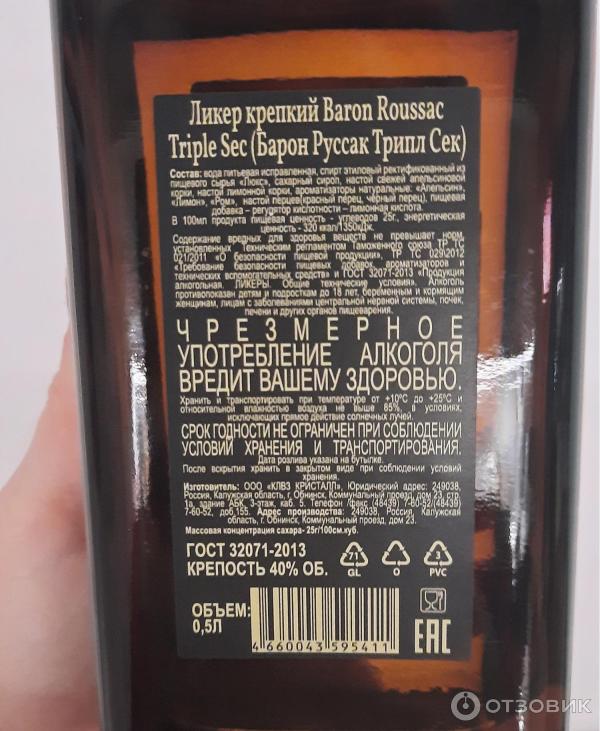 Ликер крепкий Baron Roussac
Triple Sec (Барон Руссак Трипл Сек)
Состав: вода питьевая исправленная, спирт этиловый ректификованный из
пищевого сырья «Люкс», сахарный сироп, настой свежей апельсиновой
корки, настой лимонной корки, ароматизаторы натуральные: «Апельсин»,
«Лимон», «Ром», настой перцев(красный перец, черный перец), пищевая
добавка – регулятор кислотности – лимонная кислота.
В 100мл продукта пищевая ценность - углеводов 25г., энергетическая
ценность - 320 ккал/1350кДж.
Содержание вредных для здоровья веществ не превышает норм,
установленных Техническим регламентом Таможенного союза ТР ТС
021/2011 «О безопасности пищевой продукции», ТР ТС 029/2012
«Требование безопасности пищевых добавок, ароматизаторов и
технических вспомогательных средств» и ГОСТ 32071-2013 «Продукция
алкогольная. ЛИКЕРЫ. Общие технические условия». Алкоголь
противопоказан детям и подросткам до 18 лет, беременным и кормящим
женщинам, лицам с заболеваниями центральной нервной системы, почек,
печени и других органов пищеварения.
ЧРЕЗМЕРНОЕ
УПОТРЕБЛЕНИЕ АЛКОГОЛЯ
ВРЕДИТ ВАШЕМУ ЗДОРОВЬЮ.
Хранить и транспортировать при температуре от +10°С до +25°С и
относительной влажностью воздуха не выше 85%, в условиях,
исключающих прямое действие солнечных лучей.
СРОК ГОДНОСТИ НЕ ОГРАНИЧЕН ПРИ СОБЛЮДЕНИИ
УСЛОВИЙ ХРАНЕНИЯ И ТРАНСПОРТИРОВАНИЯ.
Дата розлива указана на бутылке.
После вскрытия хранить в закрытом виде при соблюдении условий
хранения.
Изготовитель: ООО «КЛВЗ КРИСТАЛЛ», Юридический адрес: 249038,
Россия, Калужская область, г. Обнинск, Коммунальный проезд, дом 23, стр.
1а, здание АБК, 3-этаж, каб. 5. Телефон /факс (48439) 7-80-52/(48439)
7-60-52, доб.155. Адрес производства: 249038, Россия, Калужская
область, г. Обнинск, Коммунальный проезд, дом 23.
Массовая концентрация сахара- 25г/100см.куб.
ГОСТ 32071-2013
КРЕПОСТЬ 40% ОБ.
71
GL
O
3
PVC
ОБЪЕМ:
0,5Л
4 660043 595411
EAC
ОТЗОВИК